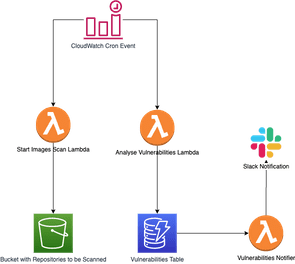 CloudWatch Cron Event
Start Images Scan Lambda
Analyse Vulnerabilities Lambda
Slack Notification
Bucket with Repositories to be Scanned
Vulnerabilities Table
Vulnerabilities Notifier